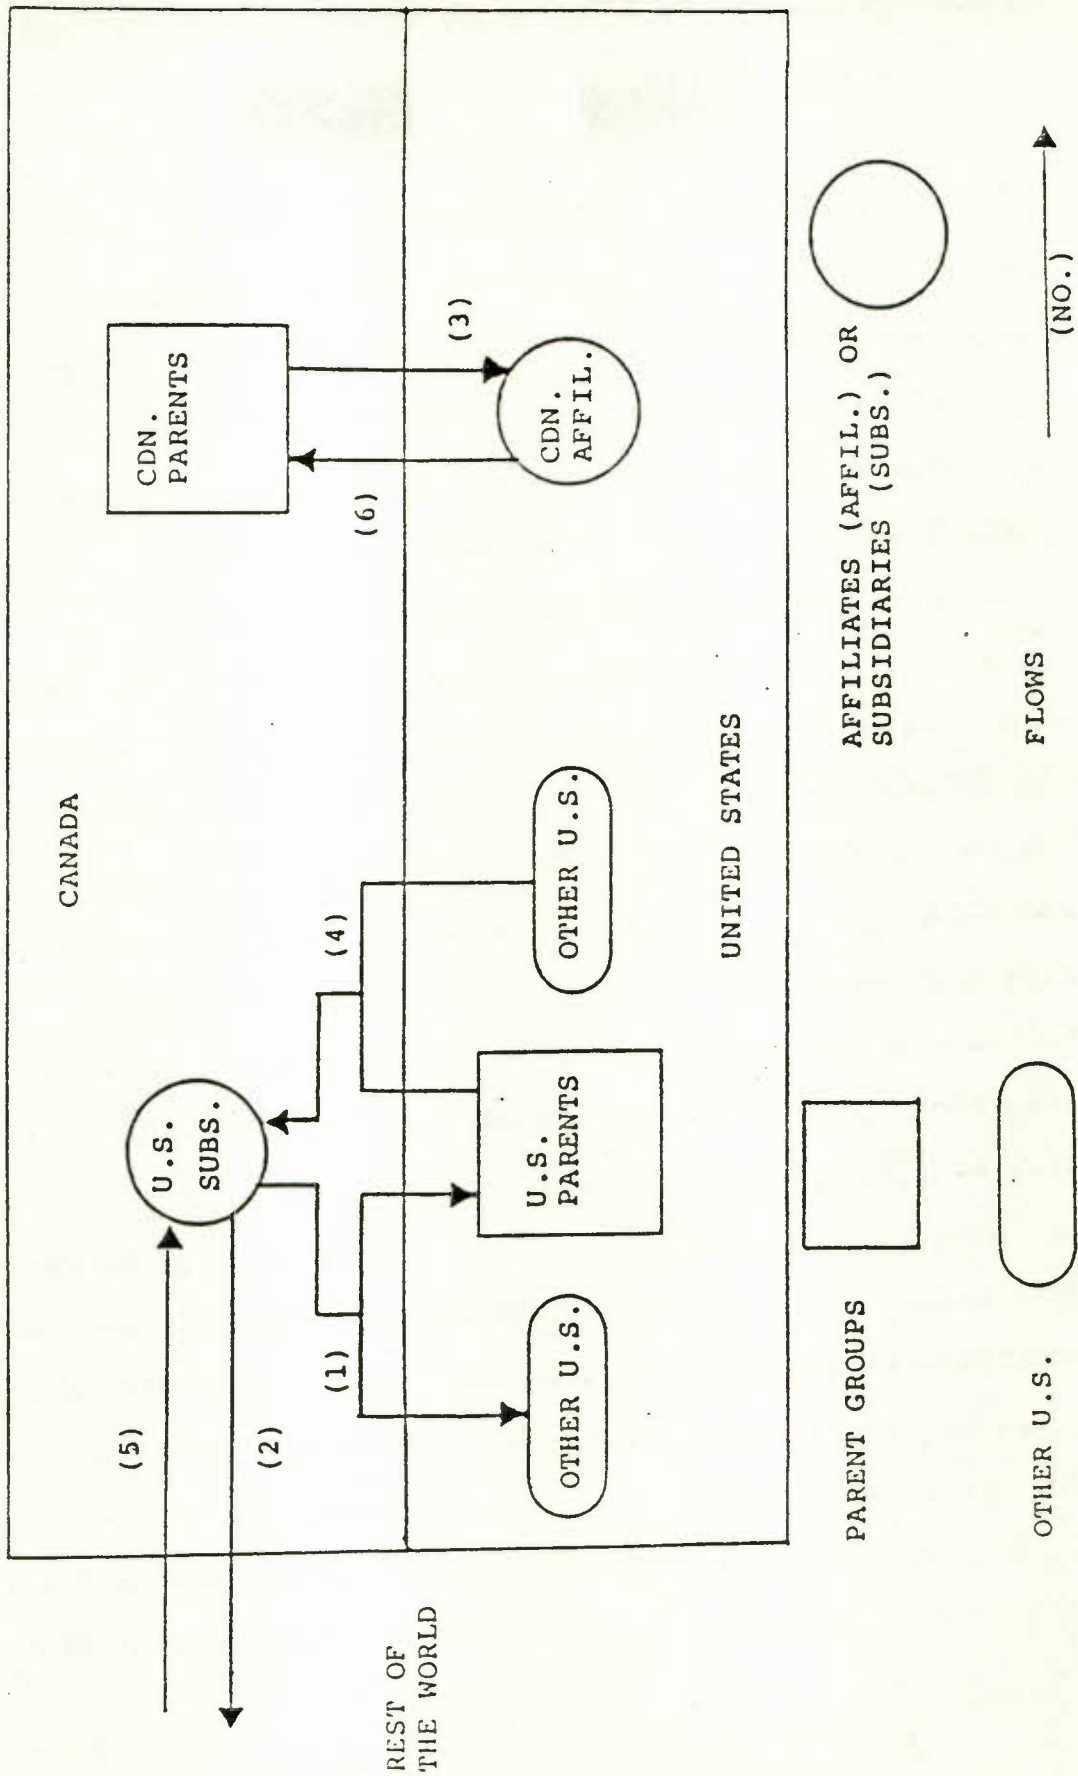 CANADA
(5)
(2)
U.S.
SUBS.
(1)
(4)
CDN.
PARENTS
(6)
(3)
REST OF
THE WORLD
OTHER U.S.
U.S.
PARENTS
OTHER U.S.
CDN.
AFFIL.
UNITED STATES
PARENT GROUPS
AFFILIATES (AFFIL.) OR
SUBSIDIARIES (SUBS.)
OTHER U.S.
FLOWS
(NO.)